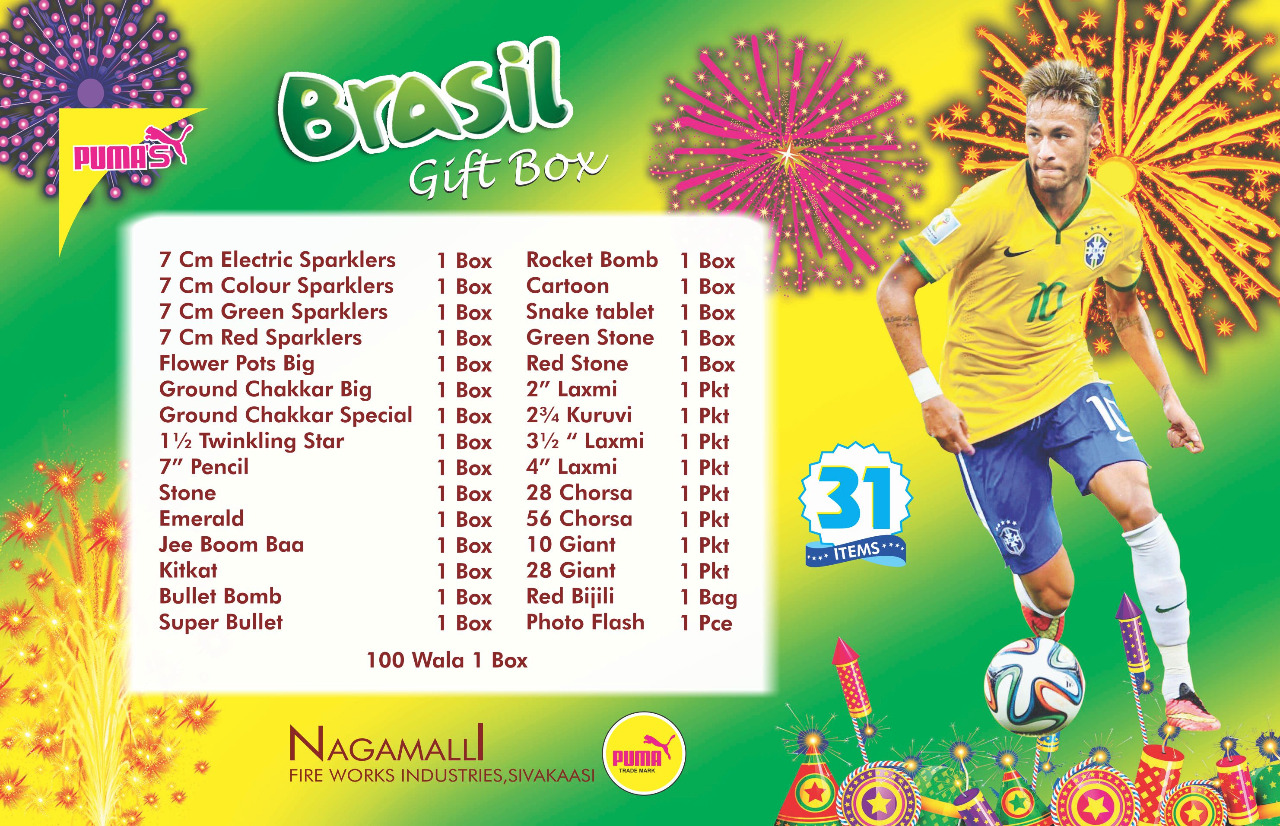 Brasil
Gift Box
PUMA'S
7 Cm Electric Sparklers 1 Box
7 Cm Colour Sparklers 1 Box
7 Cm Green Sparklers 1 Box
7 Cm Red Sparklers 1 Box
Flower Pots Big 1 Box
Ground Chakkar Big 1 Box
Ground Chakkar Special 1 Box
1½ Twinkling Star 1 Box
7” Pencil 1 Box
Stone 1 Box
Emerald 1 Box
Jee Boom Baa 1 Box
Kitkat 1 Box
Bullet Bomb 1 Box
Super Bullet 1 Box
Rocket Bomb 1 Box
Cartoon 1 Box
Snake tablet 1 Box
Green Stone 1 Box
Red Stone 1 Box
2” Laxmi 1 Pkt
2¾ Kuruvi 1 Pkt
3½ “ Laxmi 1 Pkt
4” Laxmi 1 Pkt
28 Chorsa 1 Pkt
56 Chorsa 1 Pkt
10 Giant 1 Pkt
28 Giant 1 Pkt
Red Bijili 1 Bag
Photo Flash 1 Pce
100 Wala 1 Box
10
10
31
ITEMS
NAGAMALLI
FIRE WORKS INDUSTRIES,SIVAKAASI
PUMA
TRADE MARK